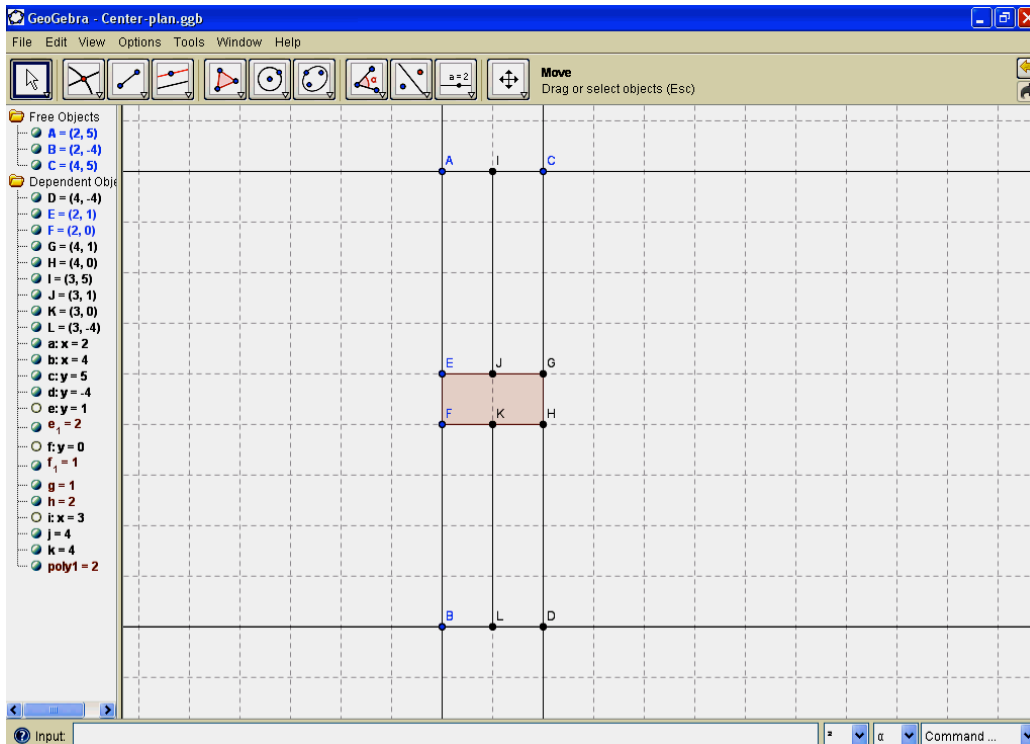 GeoGebra - Center-plan.ggb
File Edit View Options Tools Window Help
a = 2
Move
Drag or select objects (Esc)
Free Objects
A = (2, 5)
B = (2, -4)
C = (4, 5)
Dependent Obje
D = (4, -4)
E = (2, 1)
F = (2, 0)
G = (4, 1)
H = (4, 0)
I = (3, 5)
J = (3, 1)
K = (3, 0)
L = (3, -4)
a: x = 2
b: x = 4
c: y = 5
d: y = -4
e: y = 1
e₁ = 2
f: y = 0
f₁ = 1
g = 1
h = 2
i: x = 3
j = 4
k = 4
poly1 = 2
A I C
E J G
F K H
B L D
Input: ² α Command ...